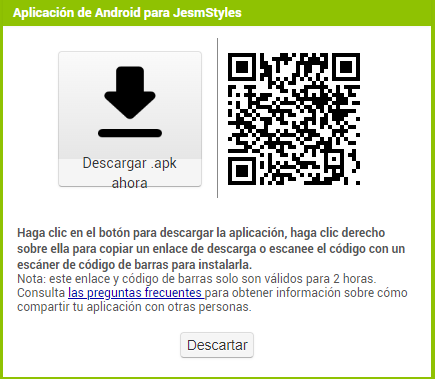 Aplicación de Android para JesmStyles
Descargar .apk
ahora
Haga clic en el botón para descargar la aplicación, haga clic derecho
sobre ella para copiar un enlace de descarga o escanee el código con un
escáner de código de barras para instalarla.
Nota: este enlace y código de barras solo son válidos para 2 horas.
Consulta las preguntas frecuentes para obtener información sobre cómo
compartir tu aplicación con otras personas.
Descartar